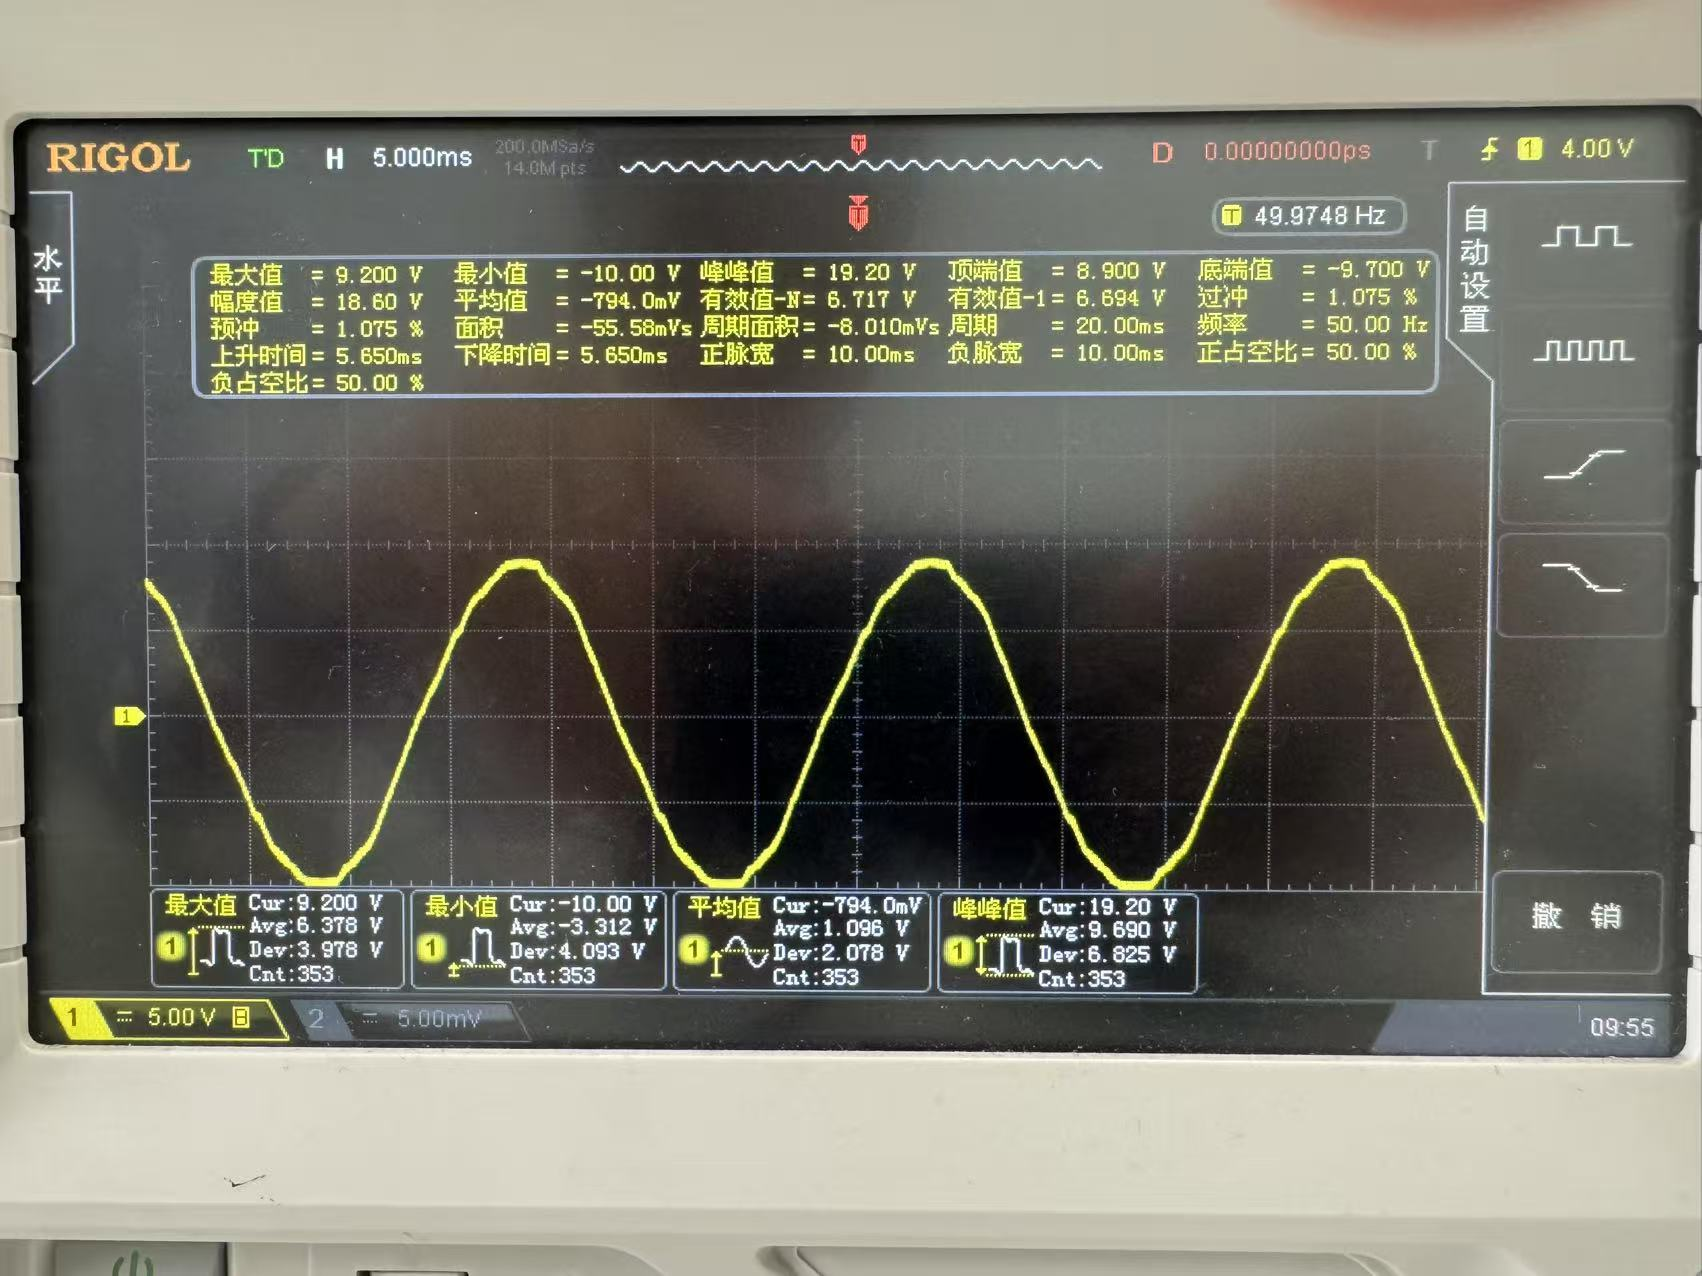 RIGOL T'D H 5.000ms 200.0MSa/s 14.0M pts D 0.00000000ps T 1 4.00 V
T 49.9748 Hz
水平
最大值 = 9.200 V 最小值 = -10.00 V 峰峰值 = 19.20 V 顶端值 = 8.900 V 底端值 = -9.700 V
幅度值 = 18.60 V 平均值 = -794.0mV 有效值-N= 6.717 V 有效值-1= 6.694 V 过冲 = 1.075 %
预冲 = 1.075 % 面积 = -55.58mVs 周期面积= -8.010mVs 周期 = 20.00ms 频率 = 50.00 Hz
上升时间= 5.650ms 下降时间= 5.650ms 正脉宽 = 10.00ms 负脉宽 = 10.00ms 正占空比= 50.00 %
负占空比= 50.00 %
自动设置
1
最大值 Cur:9.200 V
Avg:6.378 V
1 Dev:3.978 V
Cnt:353
最小值 Cur:-10.00 V
Avg:-3.312 V
1 Dev:4.093 V
Cnt:353
平均值 Cur:-794.0mV
Avg:1.096 V
1 Dev:2.078 V
Cnt:353
峰峰值 Cur:19.20 V
Avg:9.690 V
1 Dev:6.825 V
Cnt:353
撤销
1 = 5.00 V B 2 = 5.00mV
09:55